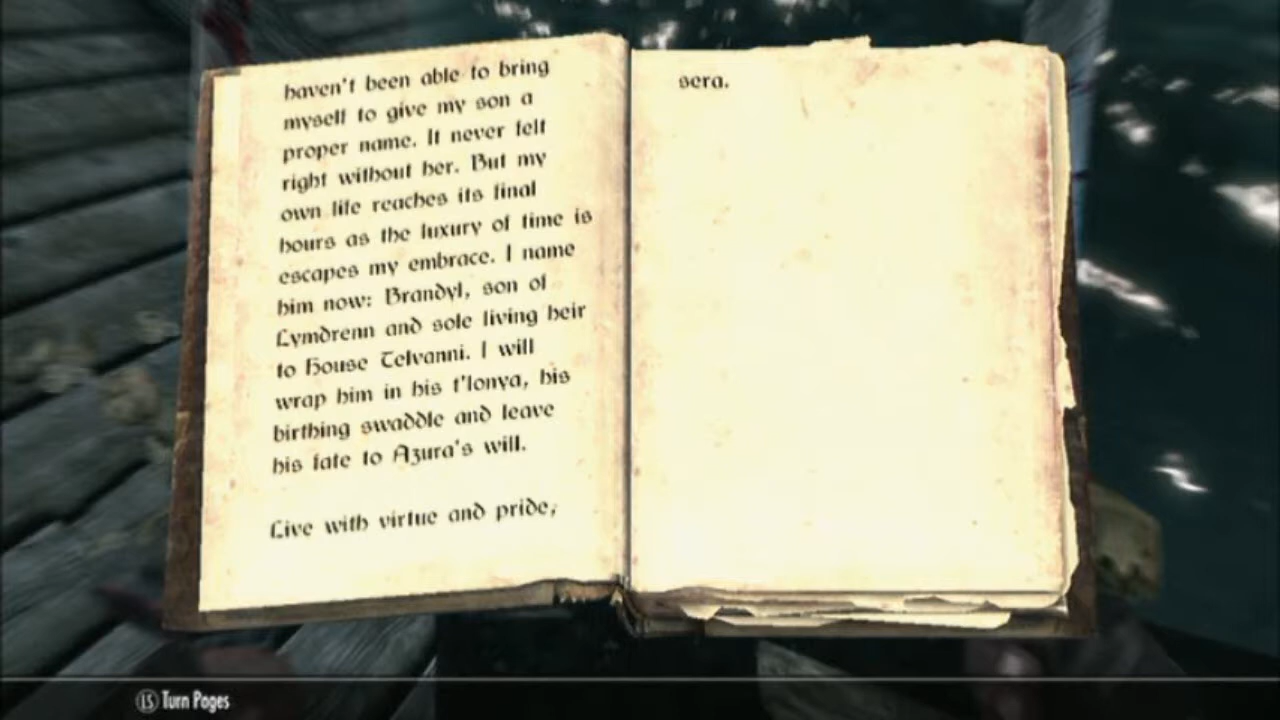 haven't been able to bring
myself to give my son a
proper name. It never felt
right without her. But my
own life reaches its final
hours as the luxury of time is
escapes my embrace. I name
him now: Brandyl, son of
Lymdrenn and sole living heir
to House Telvanni. I will
wrap him in his t'lonya, his
birthing swaddle and leave
his fate to Azura's will.
Live with virtue and pride,
sera.
LS Turn Pages